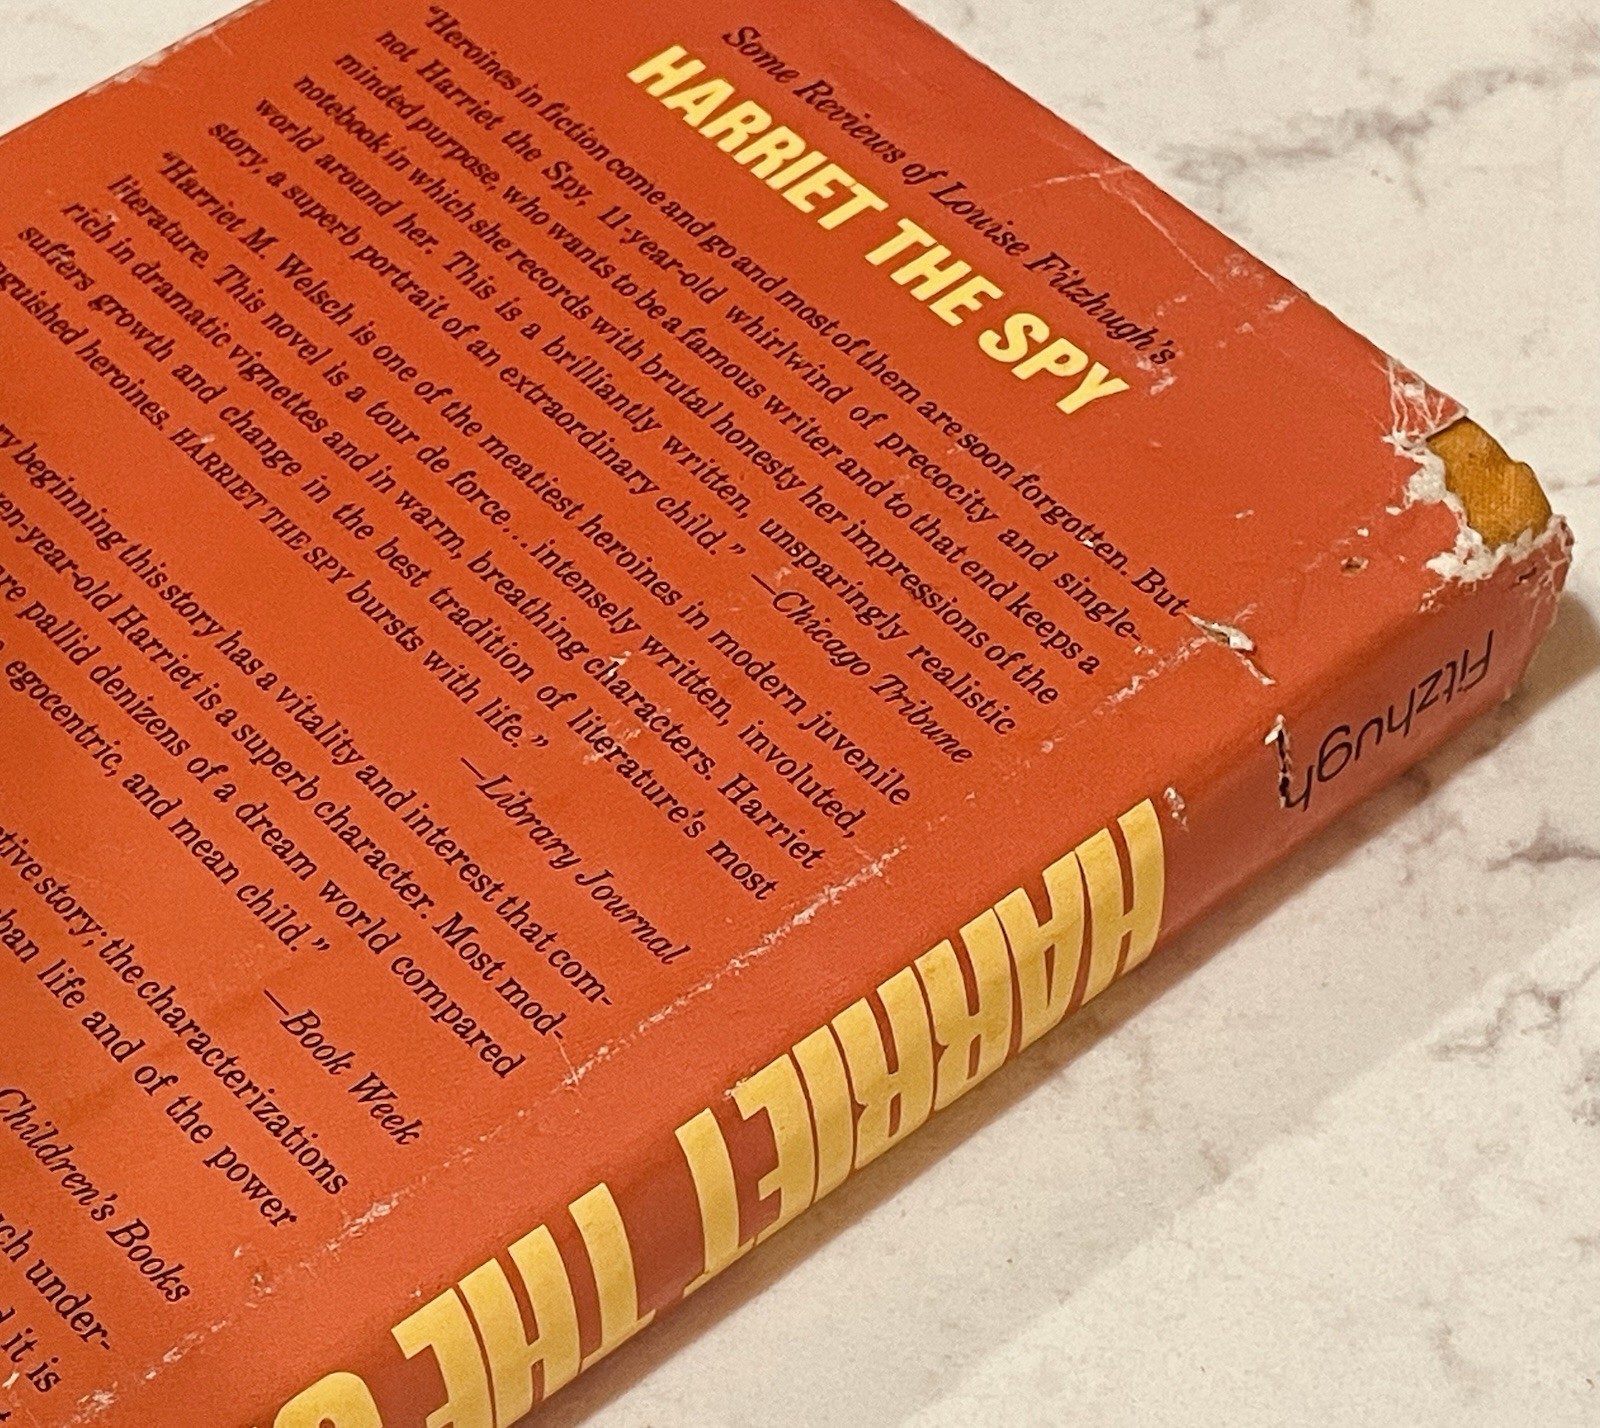 Some Reviews of Louise Fitzhugh's
HARRIET THE SPY
"Heroines in fiction come and go and most of them are soon forgotten. But
not Harriet the Spy, 11-year-old whirlwind of precocity and single-
minded purpose, who wants to be a famous writer and to that end keeps a
notebook in which she records with brutal honesty her impressions of the
world around her. This is a brilliantly written, unsparingly realistic
story, a superb portrait of an extraordinary child." —Chicago Tribune
"Harriet M. Welsch is one of the meatiest heroines in modern juvenile
literature. This novel is a tour de force... intensely written, involuted,
rich in dramatic vignettes and in warm, breathing characters. Harriet
suffers growth and change in the best tradition of literature's most
heroines. HARRIET THE SPY bursts with life."
—Library Journal
beginning this story has a vitality and interest that com-
-year-old Harriet is a superb character. Most mod-
pallid denizens of a dream world compared
egocentric, and mean child."
—Book Week
story; the characterizations
life and of the power
Children's Books
under-
it is
Fitzhugh
HARRIET THE